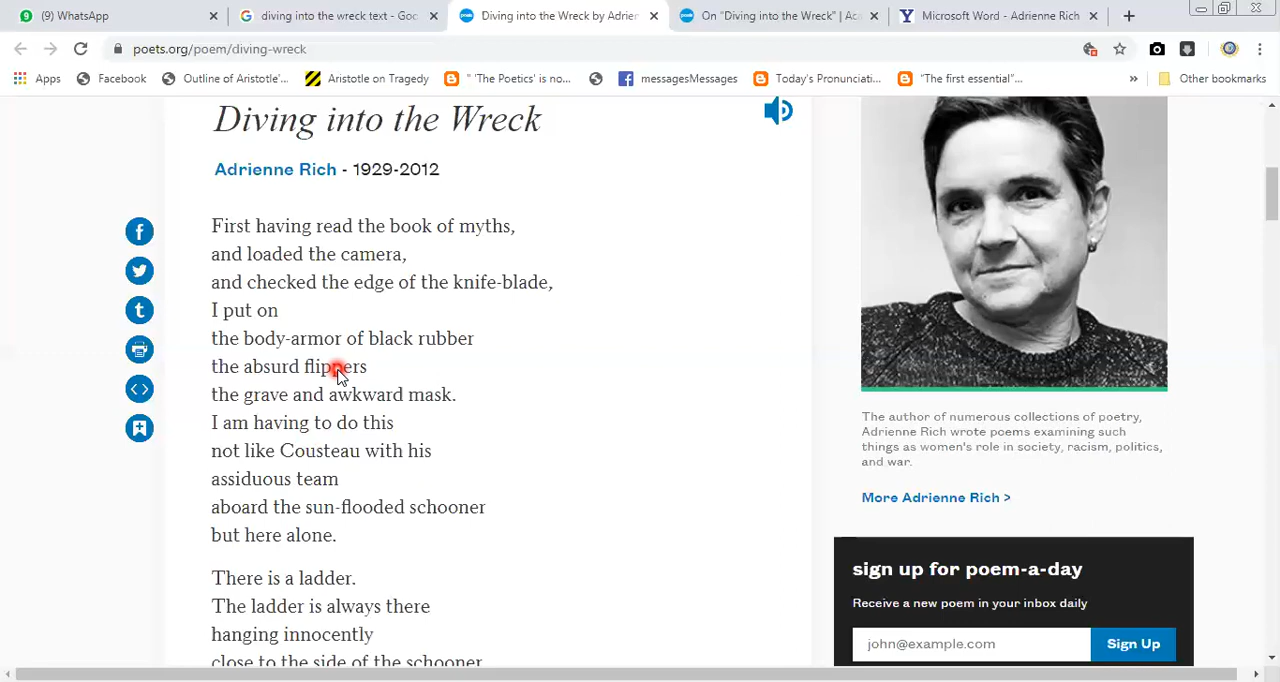 (9) WhatsApp
diving into the wreck text - Goo
Diving into the Wreck by Adrien
On "Diving into the Wreck" | Aca
Microsoft Word - Adrienne Rich
poets.org/poem/diving-wreck
Apps
Facebook
Outline of Aristotle'...
Aristotle on Tragedy
" 'The Poetics' is no...
messagesMessages
Today's Pronunciati...
"The first essential"...
»
Other bookmarks
Diving into the Wreck
Adrienne Rich - 1929-2012
First having read the book of myths,
and loaded the camera,
and checked the edge of the knife-blade,
I put on
the body-armor of black rubber
the absurd flippers
the grave and awkward mask.
I am having to do this
not like Cousteau with his
assiduous team
aboard the sun-flooded schooner
but here alone.
There is a ladder.
The ladder is always there
hanging innocently
close to the side of the schooner.
The author of numerous collections of poetry,
Adrienne Rich wrote poems examining such
things as women's role in society, racism, politics,
and war.
More Adrienne Rich >
sign up for poem-a-day
Receive a new poem in your inbox daily
john@example.com
Sign Up